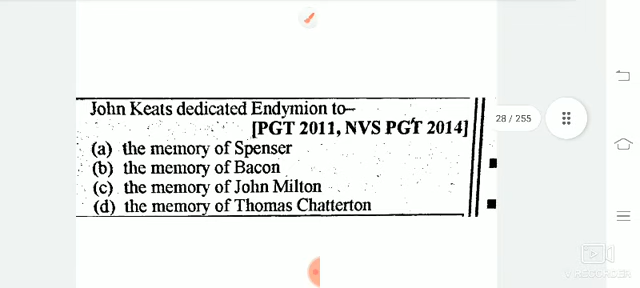 John Keats dedicated Endymion to–
[PGT 2011, NVS PGT 2014]
(a) the memory of Spenser
(b) the memory of Bacon
(c) the memory of John Milton
(d) the memory of Thomas Chatterton
28 / 255
RECORDER